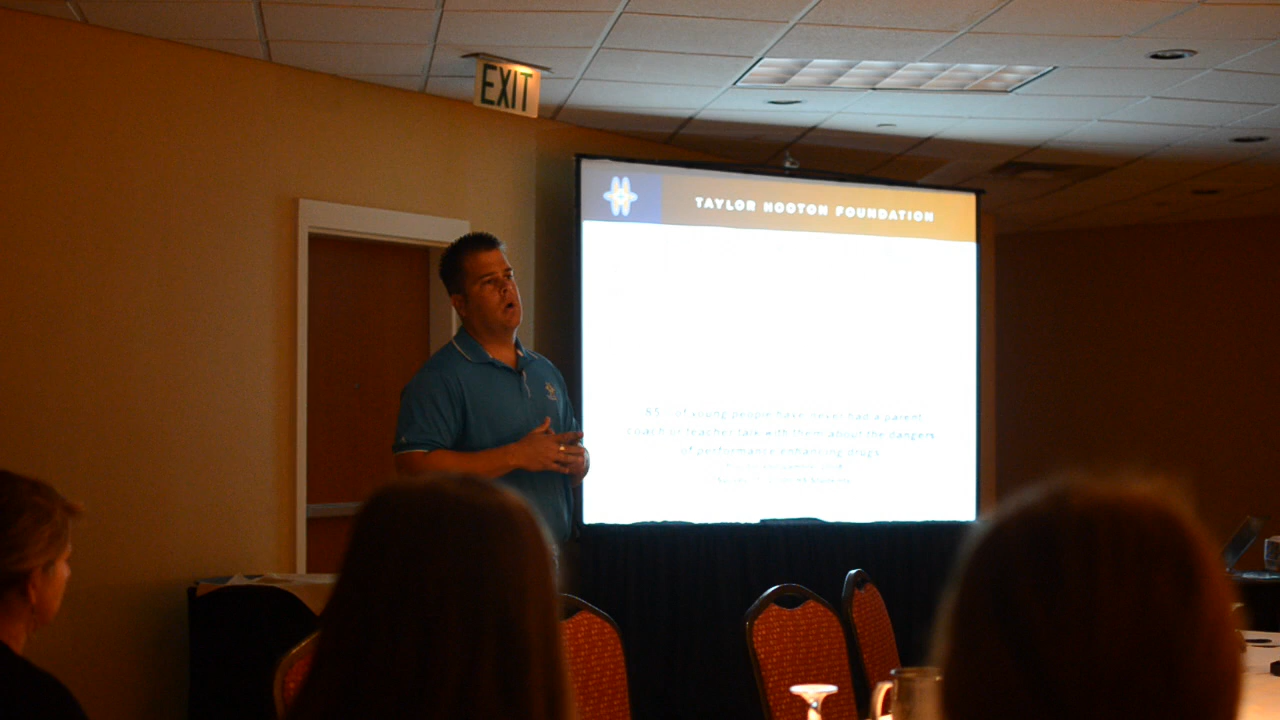 EXIT
TAYLOR HOOTON FOUNDATION
85% of young people have never had a parent
coach or teacher talk with them about the dangers
of performance enhancing drugs